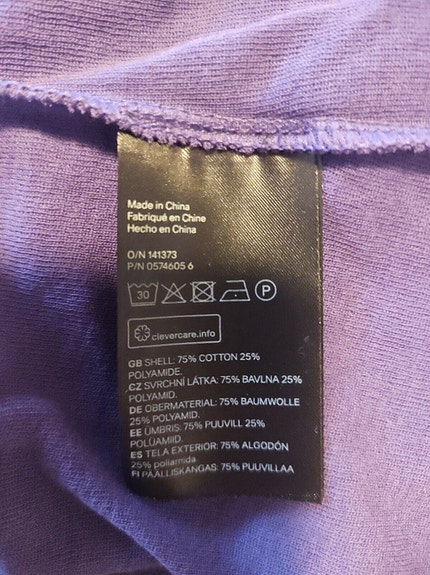 Made in China
Fabriqué en Chine
Hecho en China
O/N 141373
P/N 0574605 6
30 P
clevercare.info
GB SHELL: 75% COTTON 25%
POLYAMIDE.
CZ SVRCHNÍ LÁTKA: 75% BAVLNA 25%
POLYAMID.
DE OBERMATERIAL: 75% BAUMWOLLE
25% POLYAMID.
EE ÜMBRIS: 75% PUUVILL 25%
POLÜAMIID.
ES TELA EXTERIOR: 75% ALGODÓN
25% poliamida.
FI PÄÄLLISKANGAS: 75% PUUVILLAA